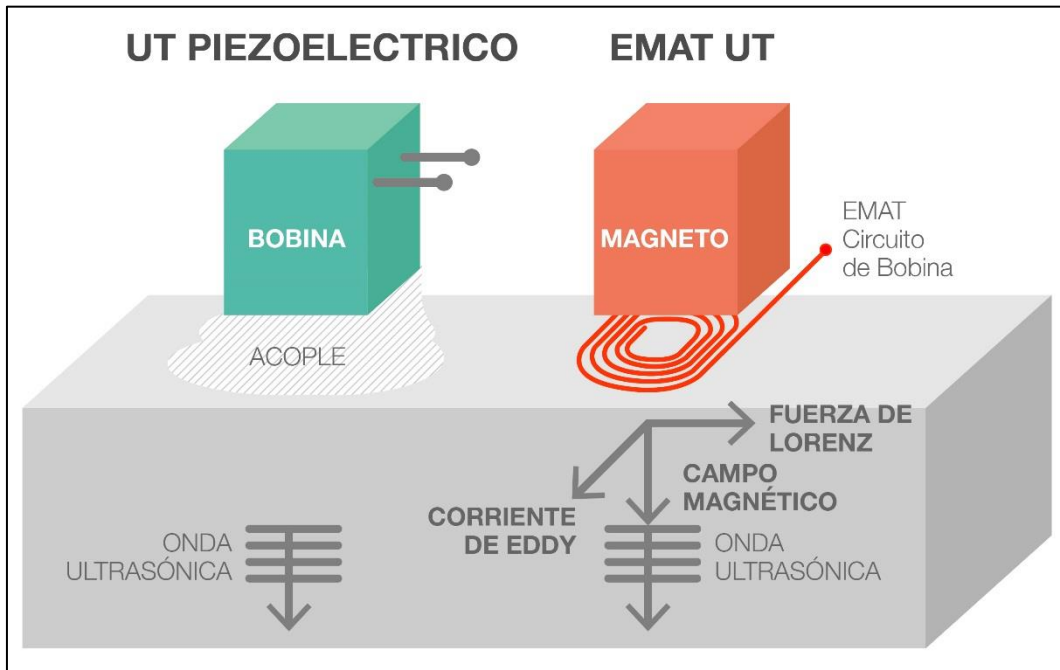 UT PIEZOELECTRICO
EMAT UT
BOBINA
MAGNETO
EMAT
Circuito
de Bobina
ACOPLE
FUERZA DE
LORENZ
CAMPO
MAGNÉTICO
CORRIENTE
DE EDDY
ONDA
ULTRASÓNICA
ONDA
ULTRASÓNICA